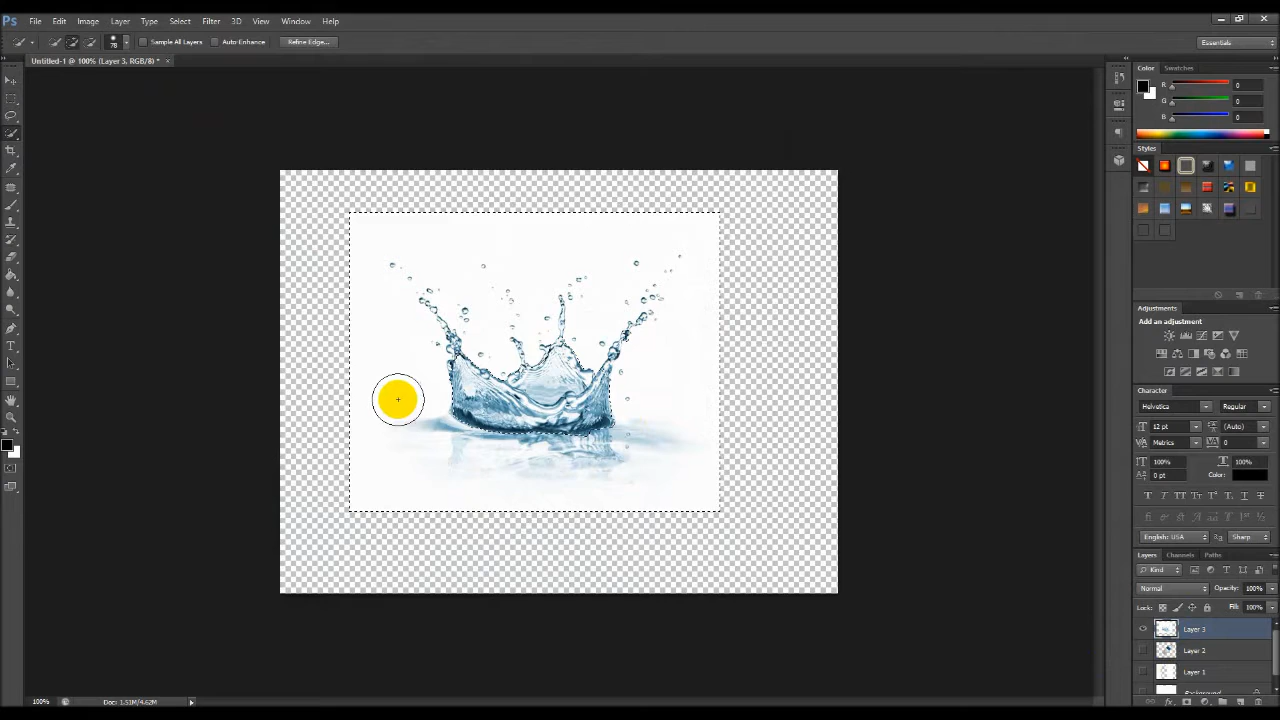 Ps File Edit Image Layer Type Select Filter 3D View Window Help
78 Sample All Layers Auto-Enhance Refine Edge... Essentials
Untitled-1 @ 100% (Layer 3, RGB/8) * ×
Color Swatches
R 0
G 0
B 0
Styles
Adjustments
Add an adjustment
Character
Helvetica Regular
12 pt (Auto)
Metrics 0
100% 100%
0 pt Color:
English: USA Sharp
Layers Channels Paths
Kind
Normal Opacity: 100%
Lock: Fill: 100%
Layer 3
Layer 2
Layer 1
Background
100% Doc: 1.51M/4.62M